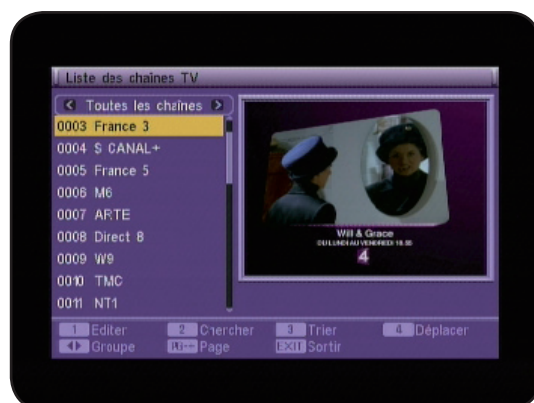 Liste des chaînes TV
Toutes les chaînes
0003 France 3
0004 $ CANAL+
0005 France 5
0006 M6
0007 ARTE
0008 Direct 8
0009 W9
0010 TMC
0011 NT1
Will & Grace
DU LUNDI AU VENDREDI 18.55
4
1 Editer 2 Chercher 3 Trier 4 Déplacer
Groupe Page EXIT Sortir